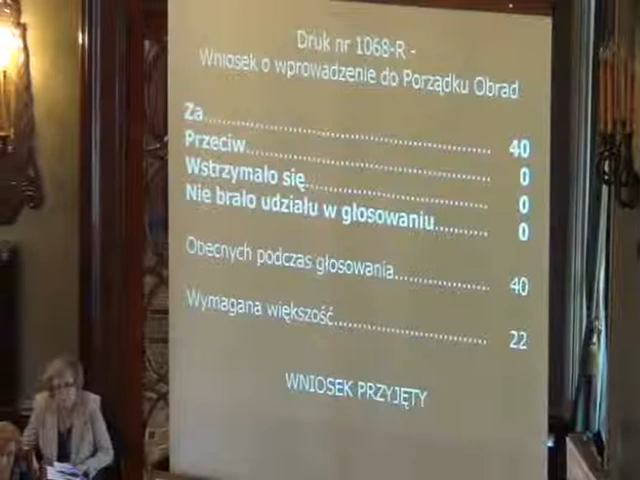 Druk nr 1068-R -
Wniosek o wprowadzenie do Porządku Obrad
Za.......................................................... 40
Przeciw.................................................. 0
Wstrzymało się..................................... 0
Nie brało udziału w głosowaniu........... 0
Obecnych podczas głosowania.................. 40
Wymagana większość.............................. 22
WNIOSEK PRZYJĘTY